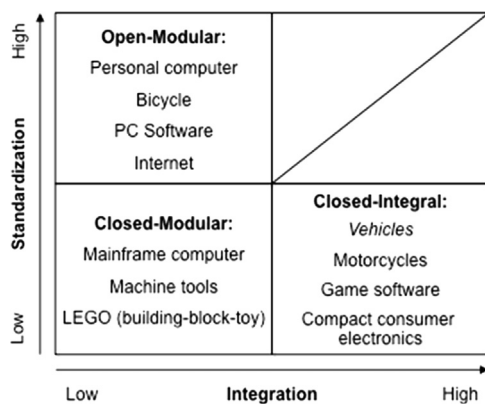 High
Standardization
Low
Open-Modular:
Personal computer
Bicycle
PC Software
Internet
Closed-Modular:
Mainframe computer
Machine tools
LEGO (building-block-toy)
Closed-Integral:
Vehicles
Motorcycles
Game software
Compact consumer
electronics
Low
Integration
High